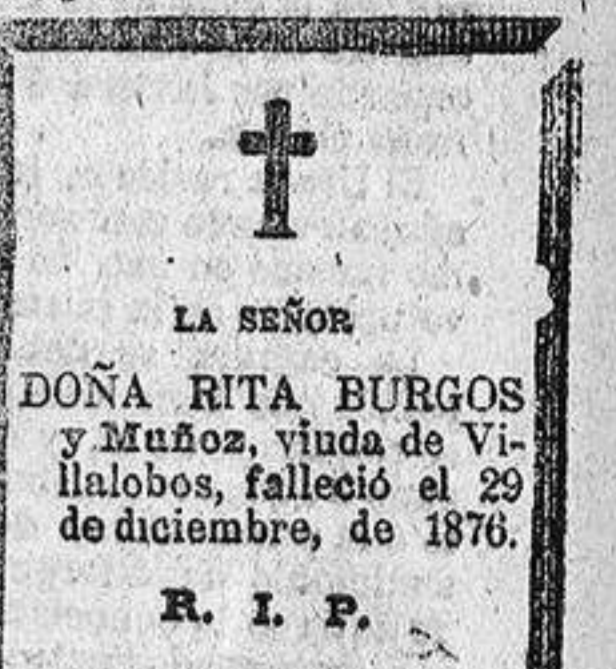 LA SEÑOR
DOÑA RITA BURGOS
y Muñoz, viuda de Vi-
llalobos, falleció el 29
de diciembre, de 1876.
R. I. P.